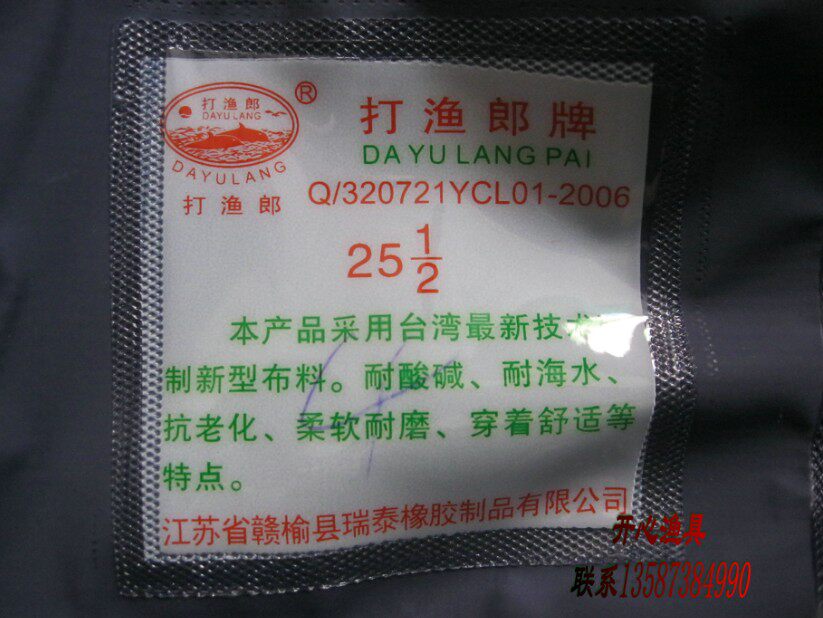 打渔郎
DAYULANG
DAYULANG
打渔郎
®
打渔郎牌
DAYULANG PAI
Q/320721YCL01-2006
25 1/2
本产品采用台湾最新技术
制新型布料。耐酸碱、耐海水、
抗老化、柔软耐磨、穿着舒适等
特点。
江苏省赣榆县瑞泰橡胶制品有限公司
开心渔具
联系13587384990